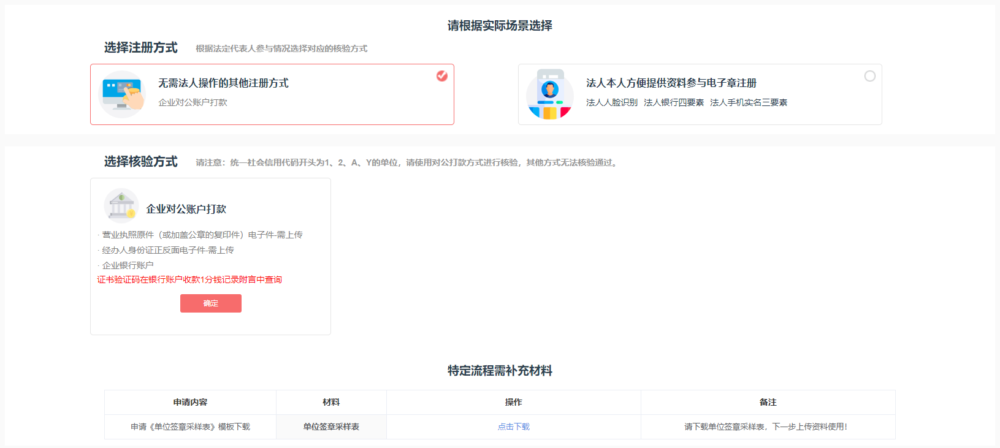 请根据实际场景选择
选择注册方式 根据法定代表人参与情况选择对应的核验方式
无需法人操作的其他注册方式
企业对公账户打款
法人本人方便提供资料参与电子章注册
法人人脸识别 法人银行四要素 法人手机实名三要素
选择核验方式 请注意：统一社会信用代码开头为1、2、A、Y的单位，请使用对公打款方式进行核验，其他方式无法核验通过。
企业对公账户打款
· 营业执照原件（或加盖公章的复印件）电子件-需上传
· 经办人身份证正反面电子件-需上传
· 企业银行账户
证书验证码在银行账户收款1分钱记录附言中查询
确定
特定流程需补充材料
申请内容 材料 操作 备注
申请《单位签章采样表》模板下载 单位签章采样表 点击下载 请下载单位签章采样表，下一步上传资料使用！